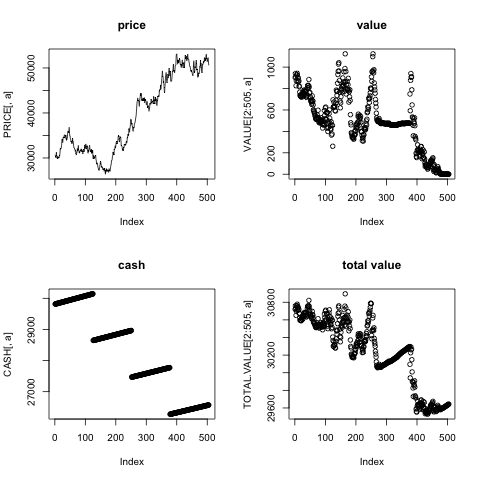 price
PRICE[, a]
30000 40000 50000
0 100 200 300 400 500
Index
value
VALUE[2:505, a]
0 200 600 1000
0 100 200 300 400 500
Index
cash
CASH[, a]
27000 29000
0 100 200 300 400 500
Index
total value
TOTAL.VALUE[2:505, a]
29600 30200 30800
0 100 200 300 400 500
Index